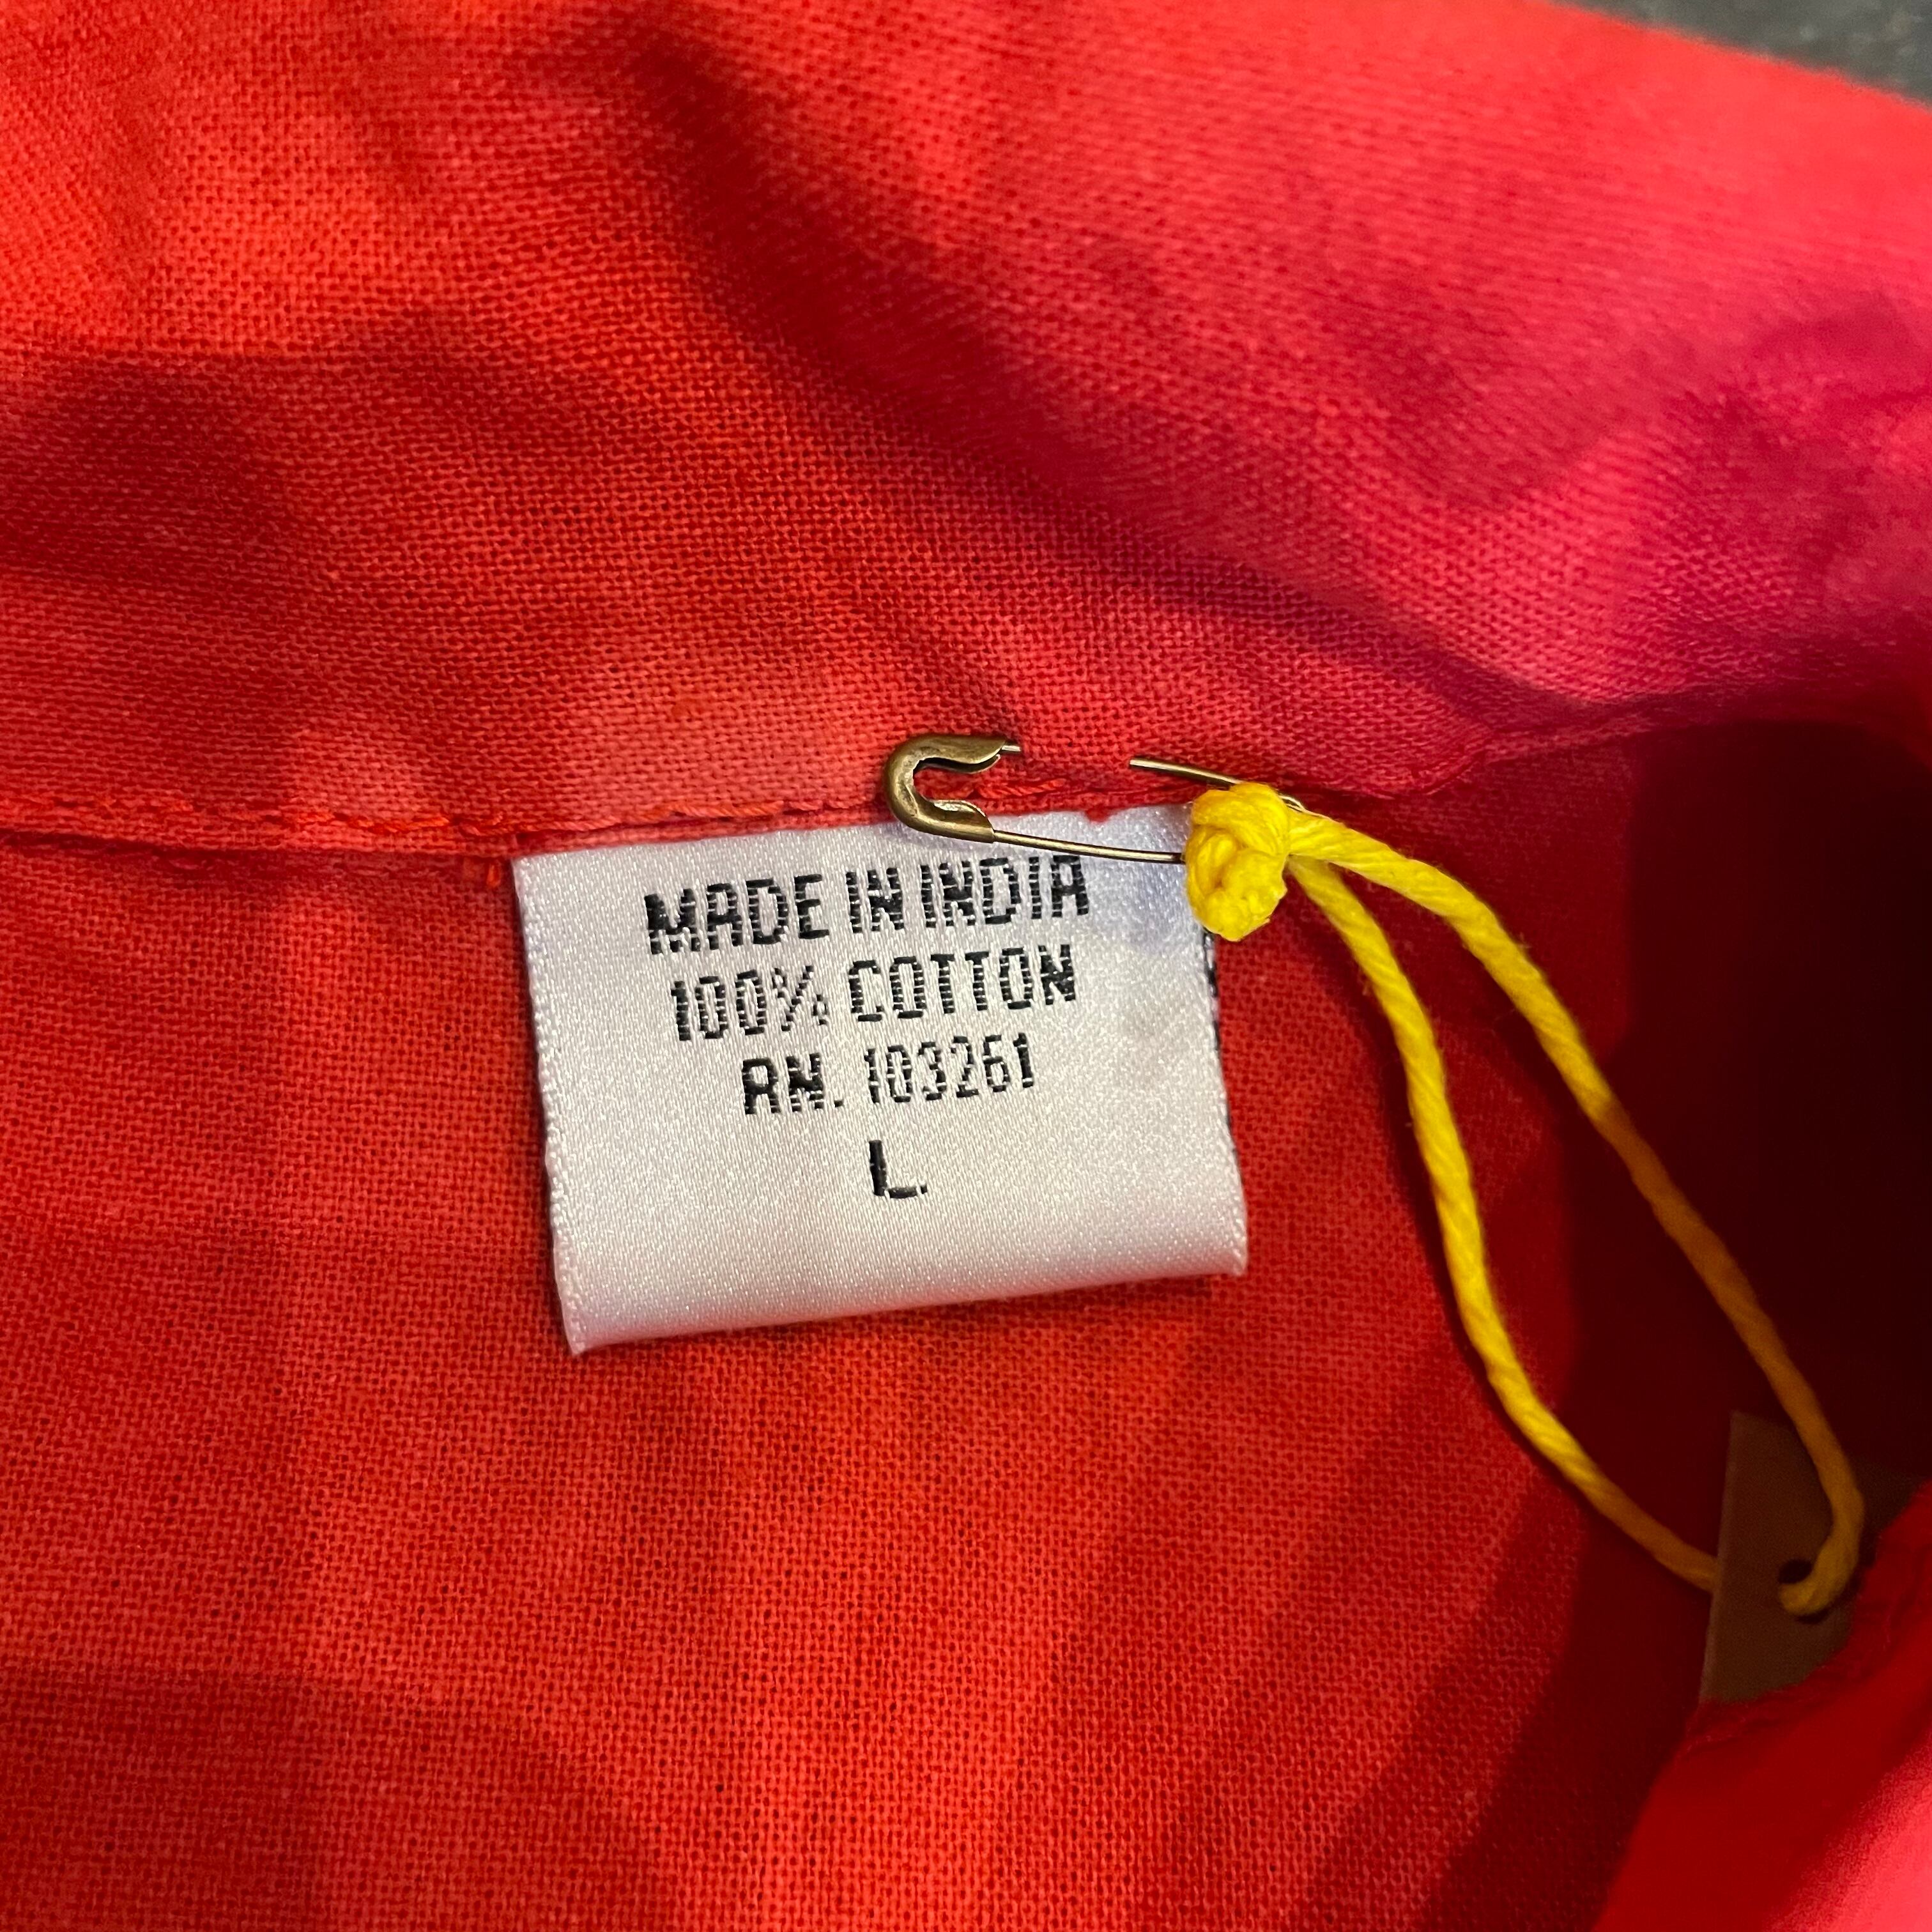 MADE IN INDIA
100% COTTON
RN. 103261
L.